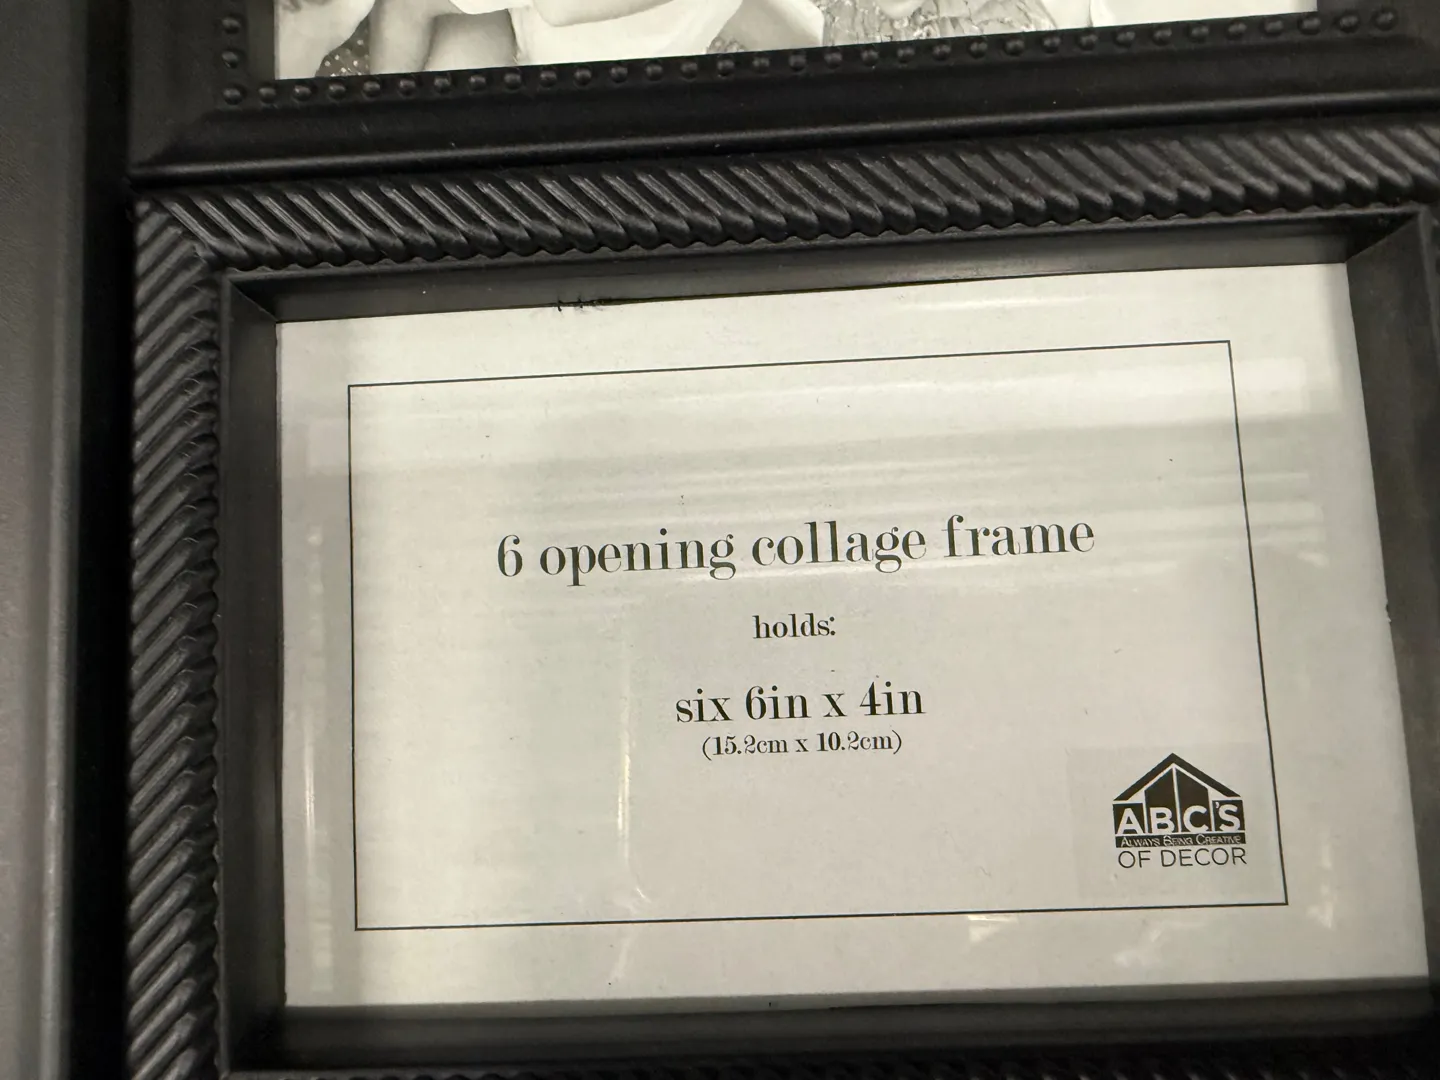 6 opening collage frame
holds:
six 6in x 4in
(15.2cm x 10.2cm)
ABC'S
ALWAYS BEING CREATIVE
OF DECOR